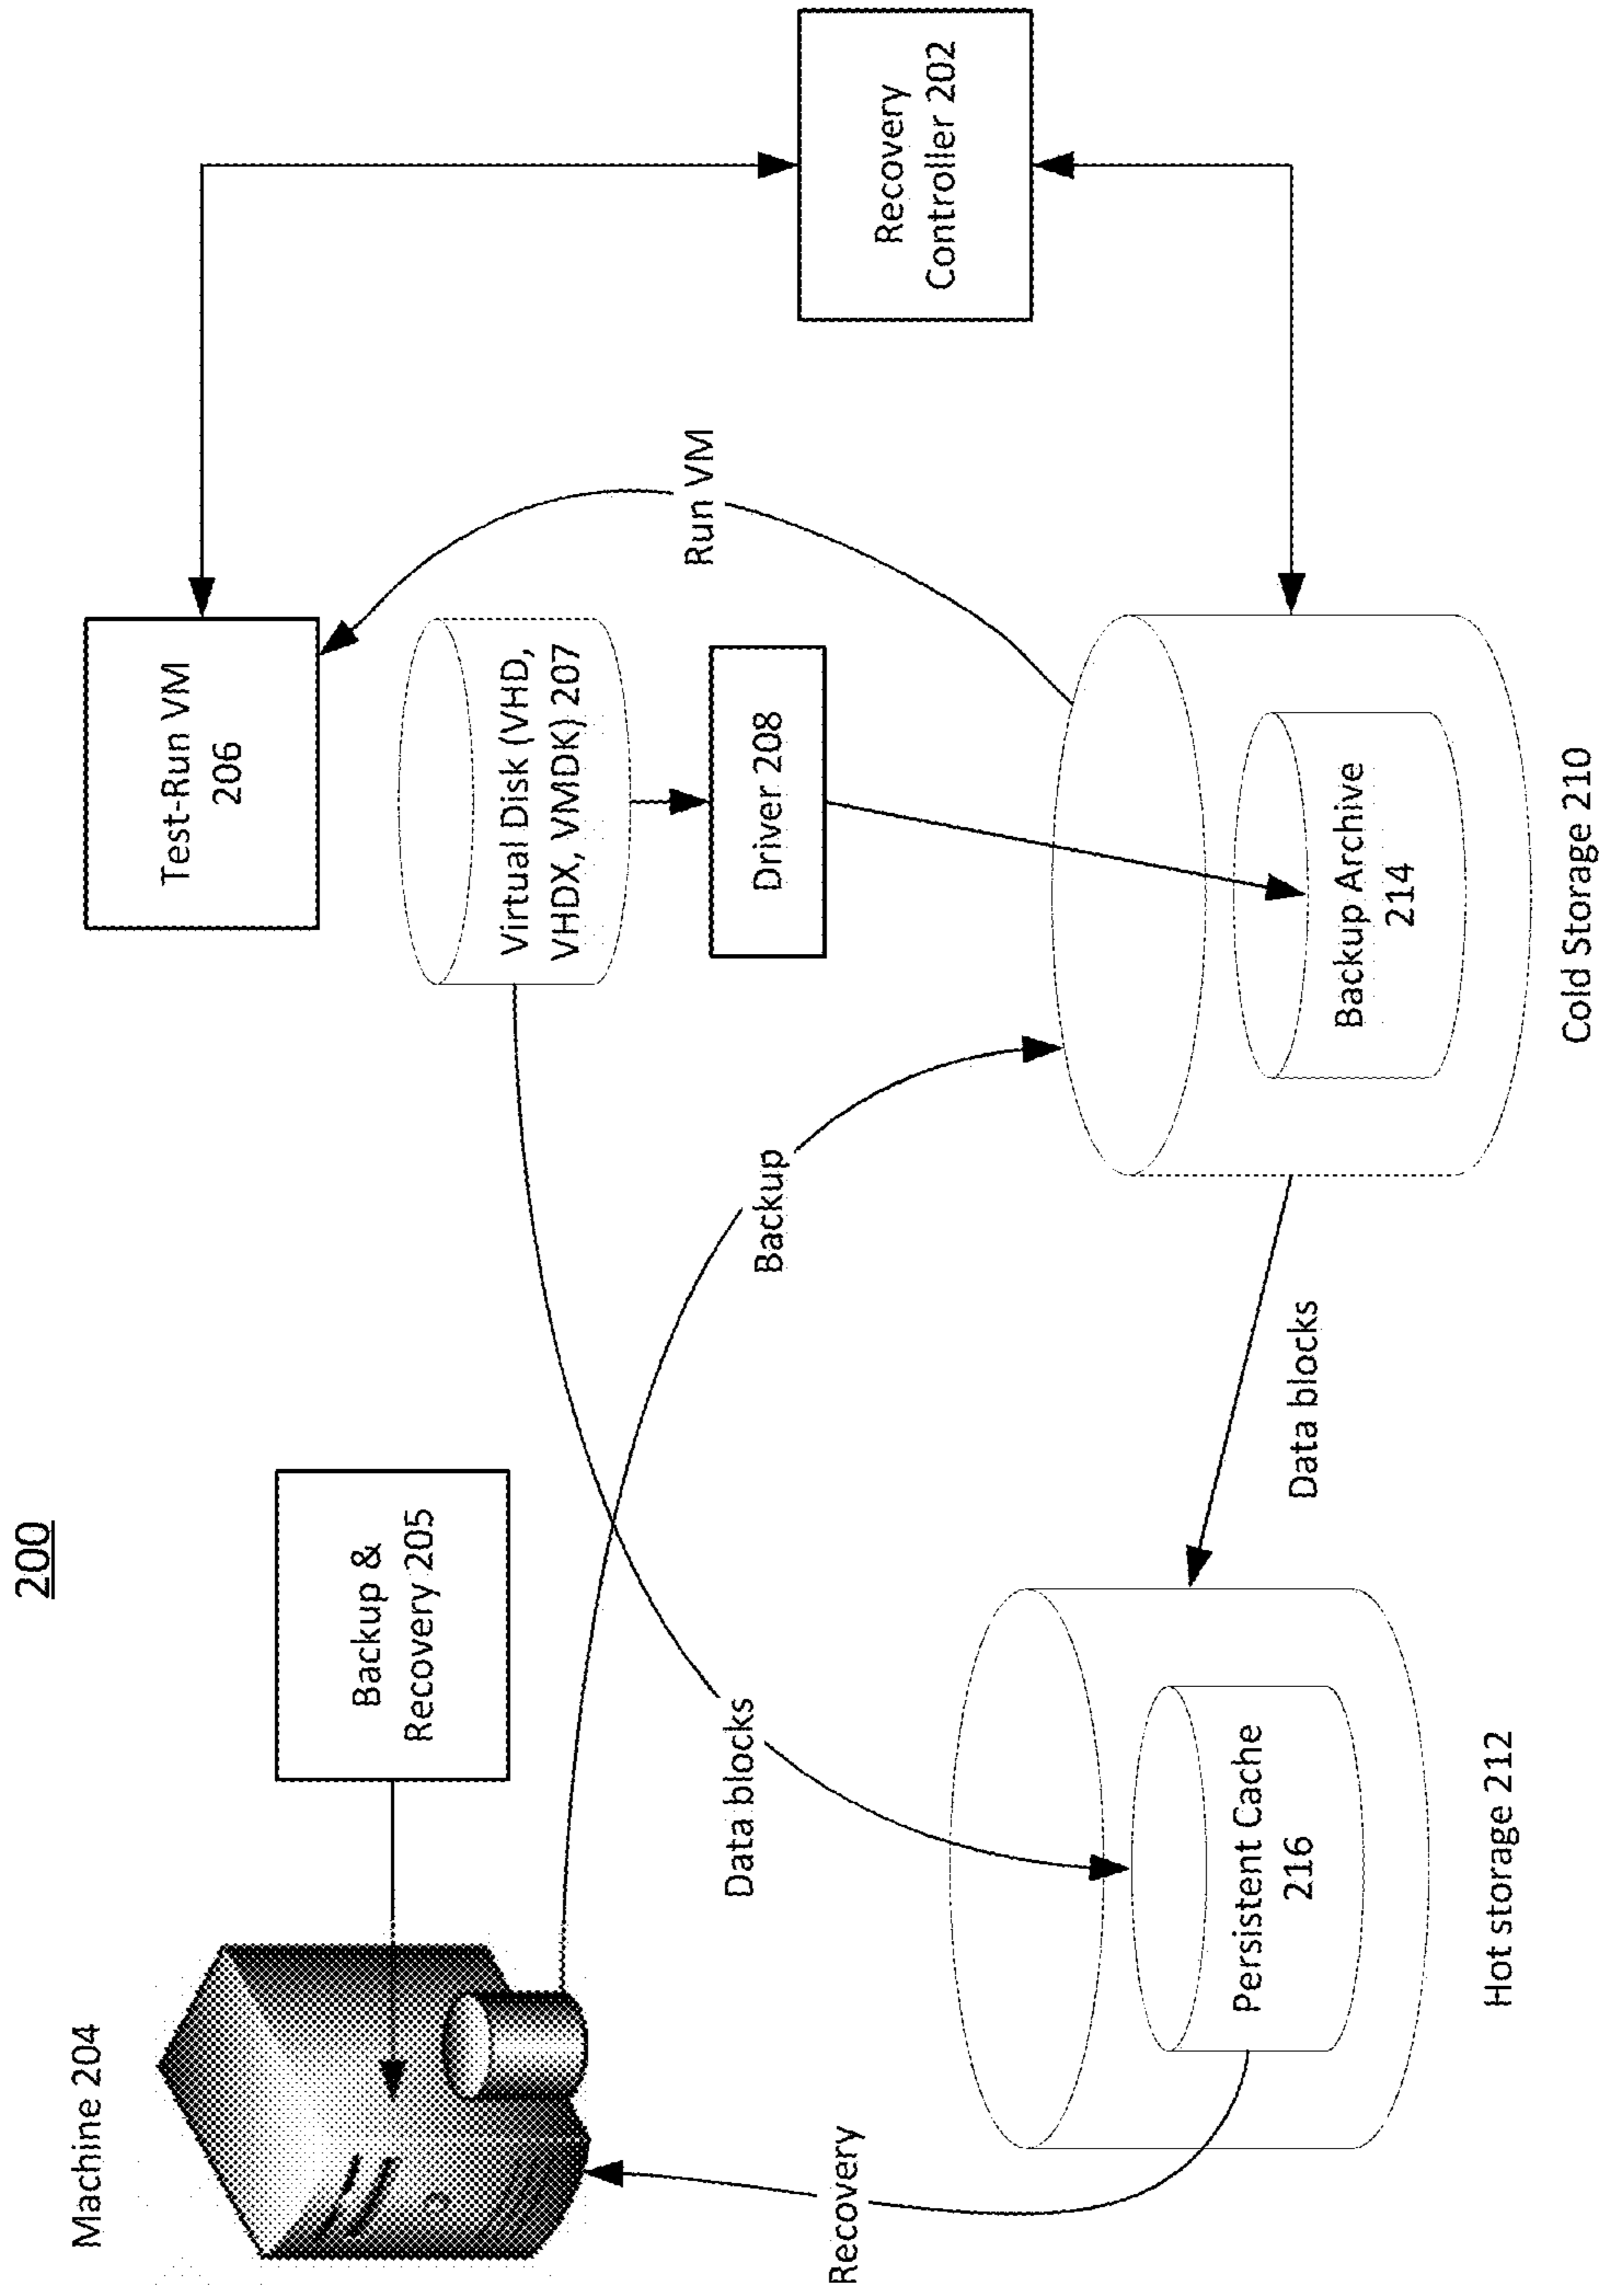 200
Machine 204
Backup &
Recovery 205
Test-Run VM
206
Virtual Disk (VHD,
VHDX, VMDK) 207
Driver 208
Run VM
Recovery
Controller 202
Backup
Data blocks
Recovery
Persistent Cache
216
Hot storage 212
Data blocks
Backup Archive
214
Cold Storage 210